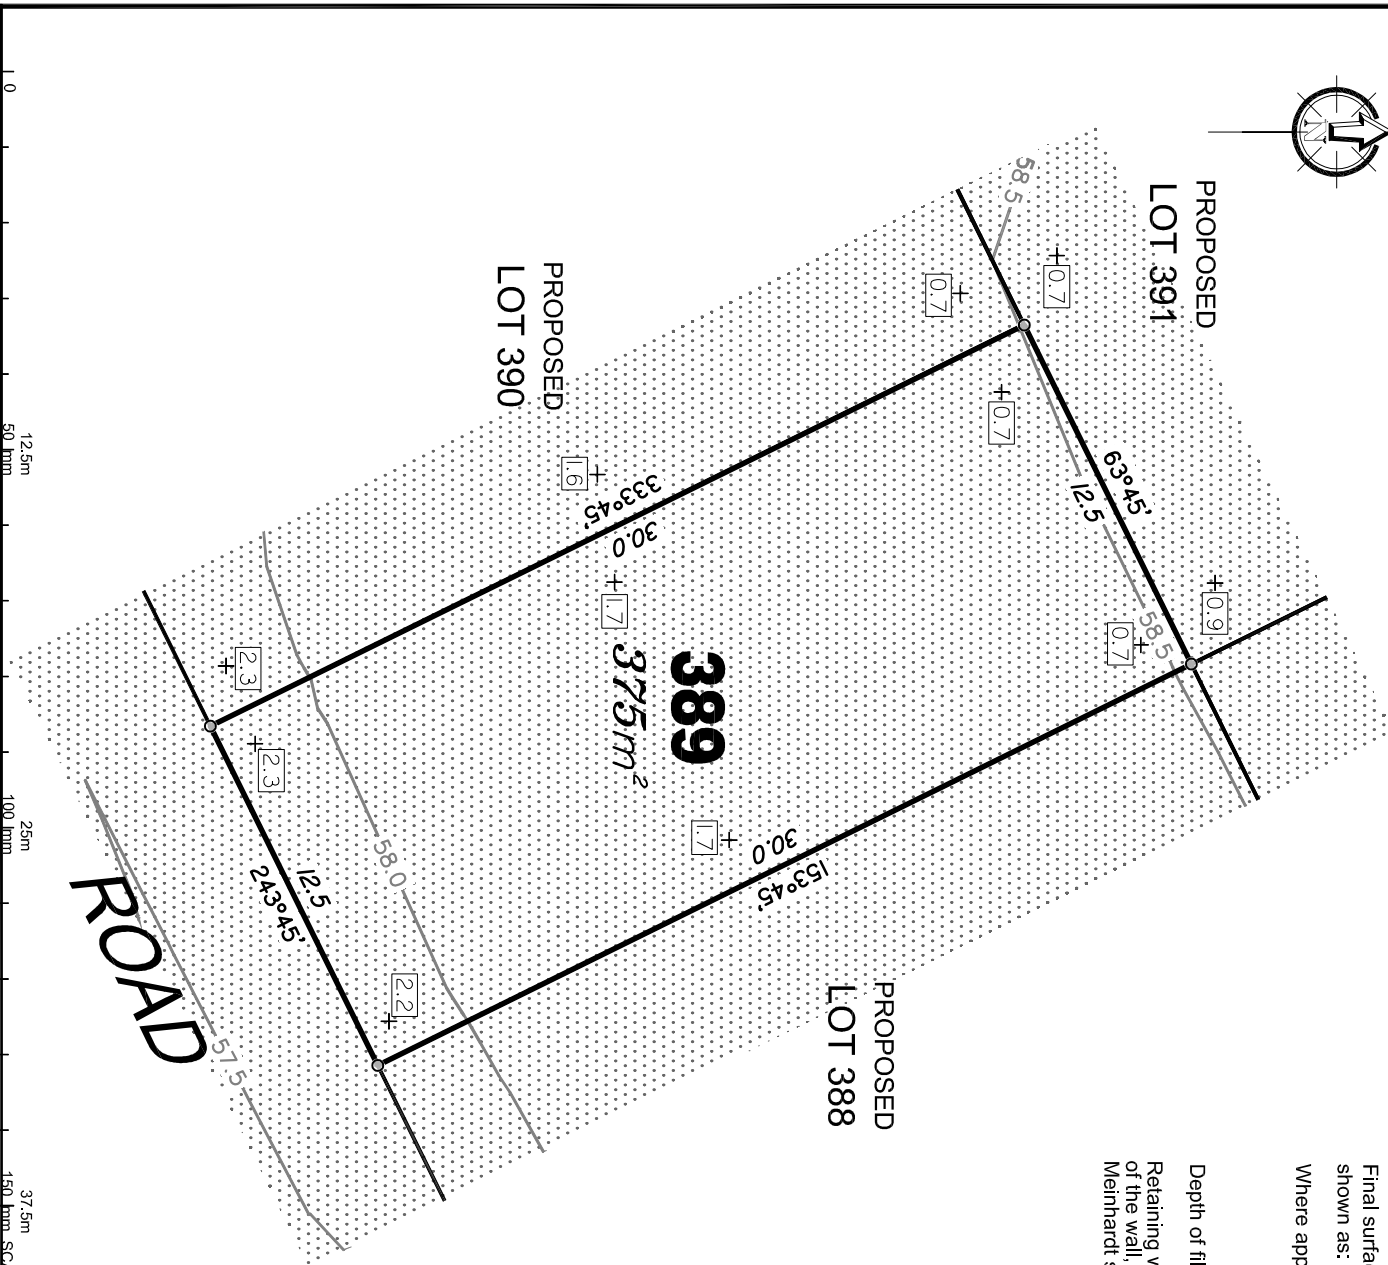 N
PROPOSED
LOT 391
58.5
0.7
0.7
0.7
PROPOSED
LOT 390
63°45'
12.5
0.9
0.7
58.5
1.6
333°45'
30.0
1.7
389
375m²
2.3
2.3
58.0
1.7
30.0
153°45'
12.5
243°45'
2.2
ROAD
57.5
PROPOSED
LOT 388
Final surfa
shown as:
Where app
Depth of fil
Retaining w
of the wall,
Meinhardt s
0
12.5m
50 mm
25m
100 mm
37.5m
150 mm SC